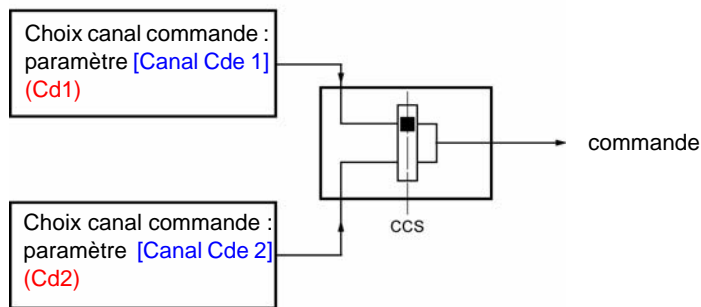 Choix canal commande :
paramètre [Canal Cde 1]
(Cd1)
commande
CCS
Choix canal commande :
paramètre [Canal Cde 2]
(Cd2)